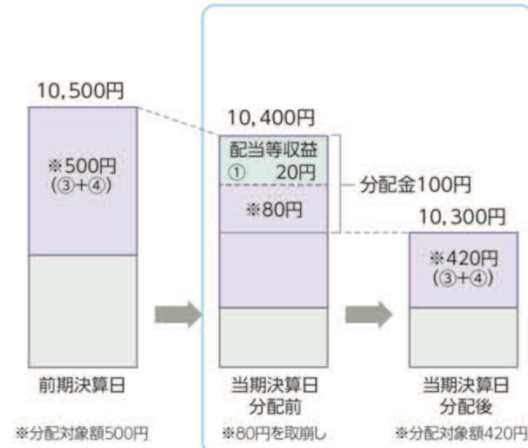 10,500円
※500円
(③+④)
前期決算日
※分配対象額500円
10,400円
配当等収益
① 20円
※80円
分配金100円
当期決算日
分配前
※80円を取崩し
10,300円
※420円
(③+④)
当期決算日
分配後
※分配対象額420円